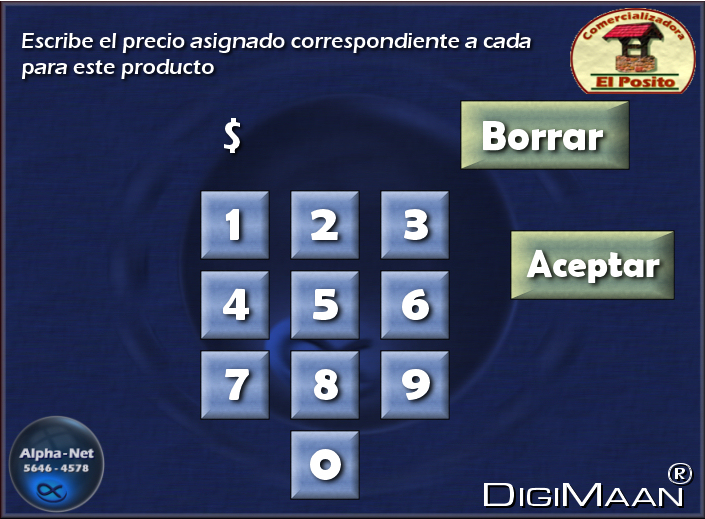 Escribe el precio asignado correspondiente a cada
para este producto
Comercializadora
El Posito
$
Borrar
1 2 3
Aceptar
4 5 6
7 8 9
0
Alpha-Net
5646 - 4578
DIGIMAAN ®